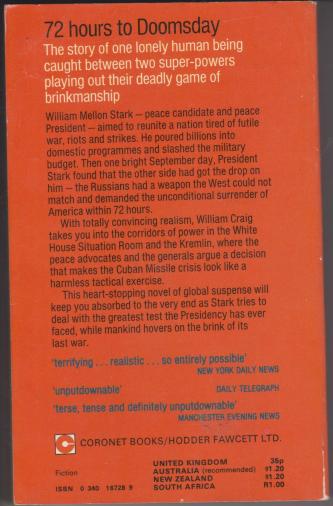 72 hours to Doomsday
The story of one lonely human being
caught between two super-powers
playing out their deadly game of
brinkmanship
William Mellon Stark – peace candidate and peace
President – aimed to reunite a nation tired of futile
war, riots and strikes. He poured billions into
domestic programmes and slashed the military
budget. Then one bright September day, President
Stark found that the other side had got the drop on
him – the Russians had a weapon the West could not
match and demanded the unconditional surrender of
America within 72 hours.
With totally convincing realism, William Craig
takes you into the corridors of power in the White
House Situation Room and the Kremlin, where the
peace advocates and the generals argue a decision
that makes the Cuban Missile crisis look like a
harmless tactical exercise.
This heart-stopping novel of global suspense will
keep you absorbed to the very end as Stark tries to
deal with the greatest test the Presidency has ever
faced, while mankind hovers on the brink of its
last war.
'terrifying . . . realistic . . . so entirely possible'
NEW YORK DAILY NEWS
'unputdownable' DAILY TELEGRAPH
'terse, tense and definitely unputdownable'
MANCHESTER EVENING NEWS
CORONET BOOKS/HODDER FAWCETT LTD.
UNITED KINGDOM 35p
Fiction AUSTRALIA (recommended) $1.20
NEW ZEALAND $1.20
ISBN 0 340 18728 9 SOUTH AFRICA R1.00